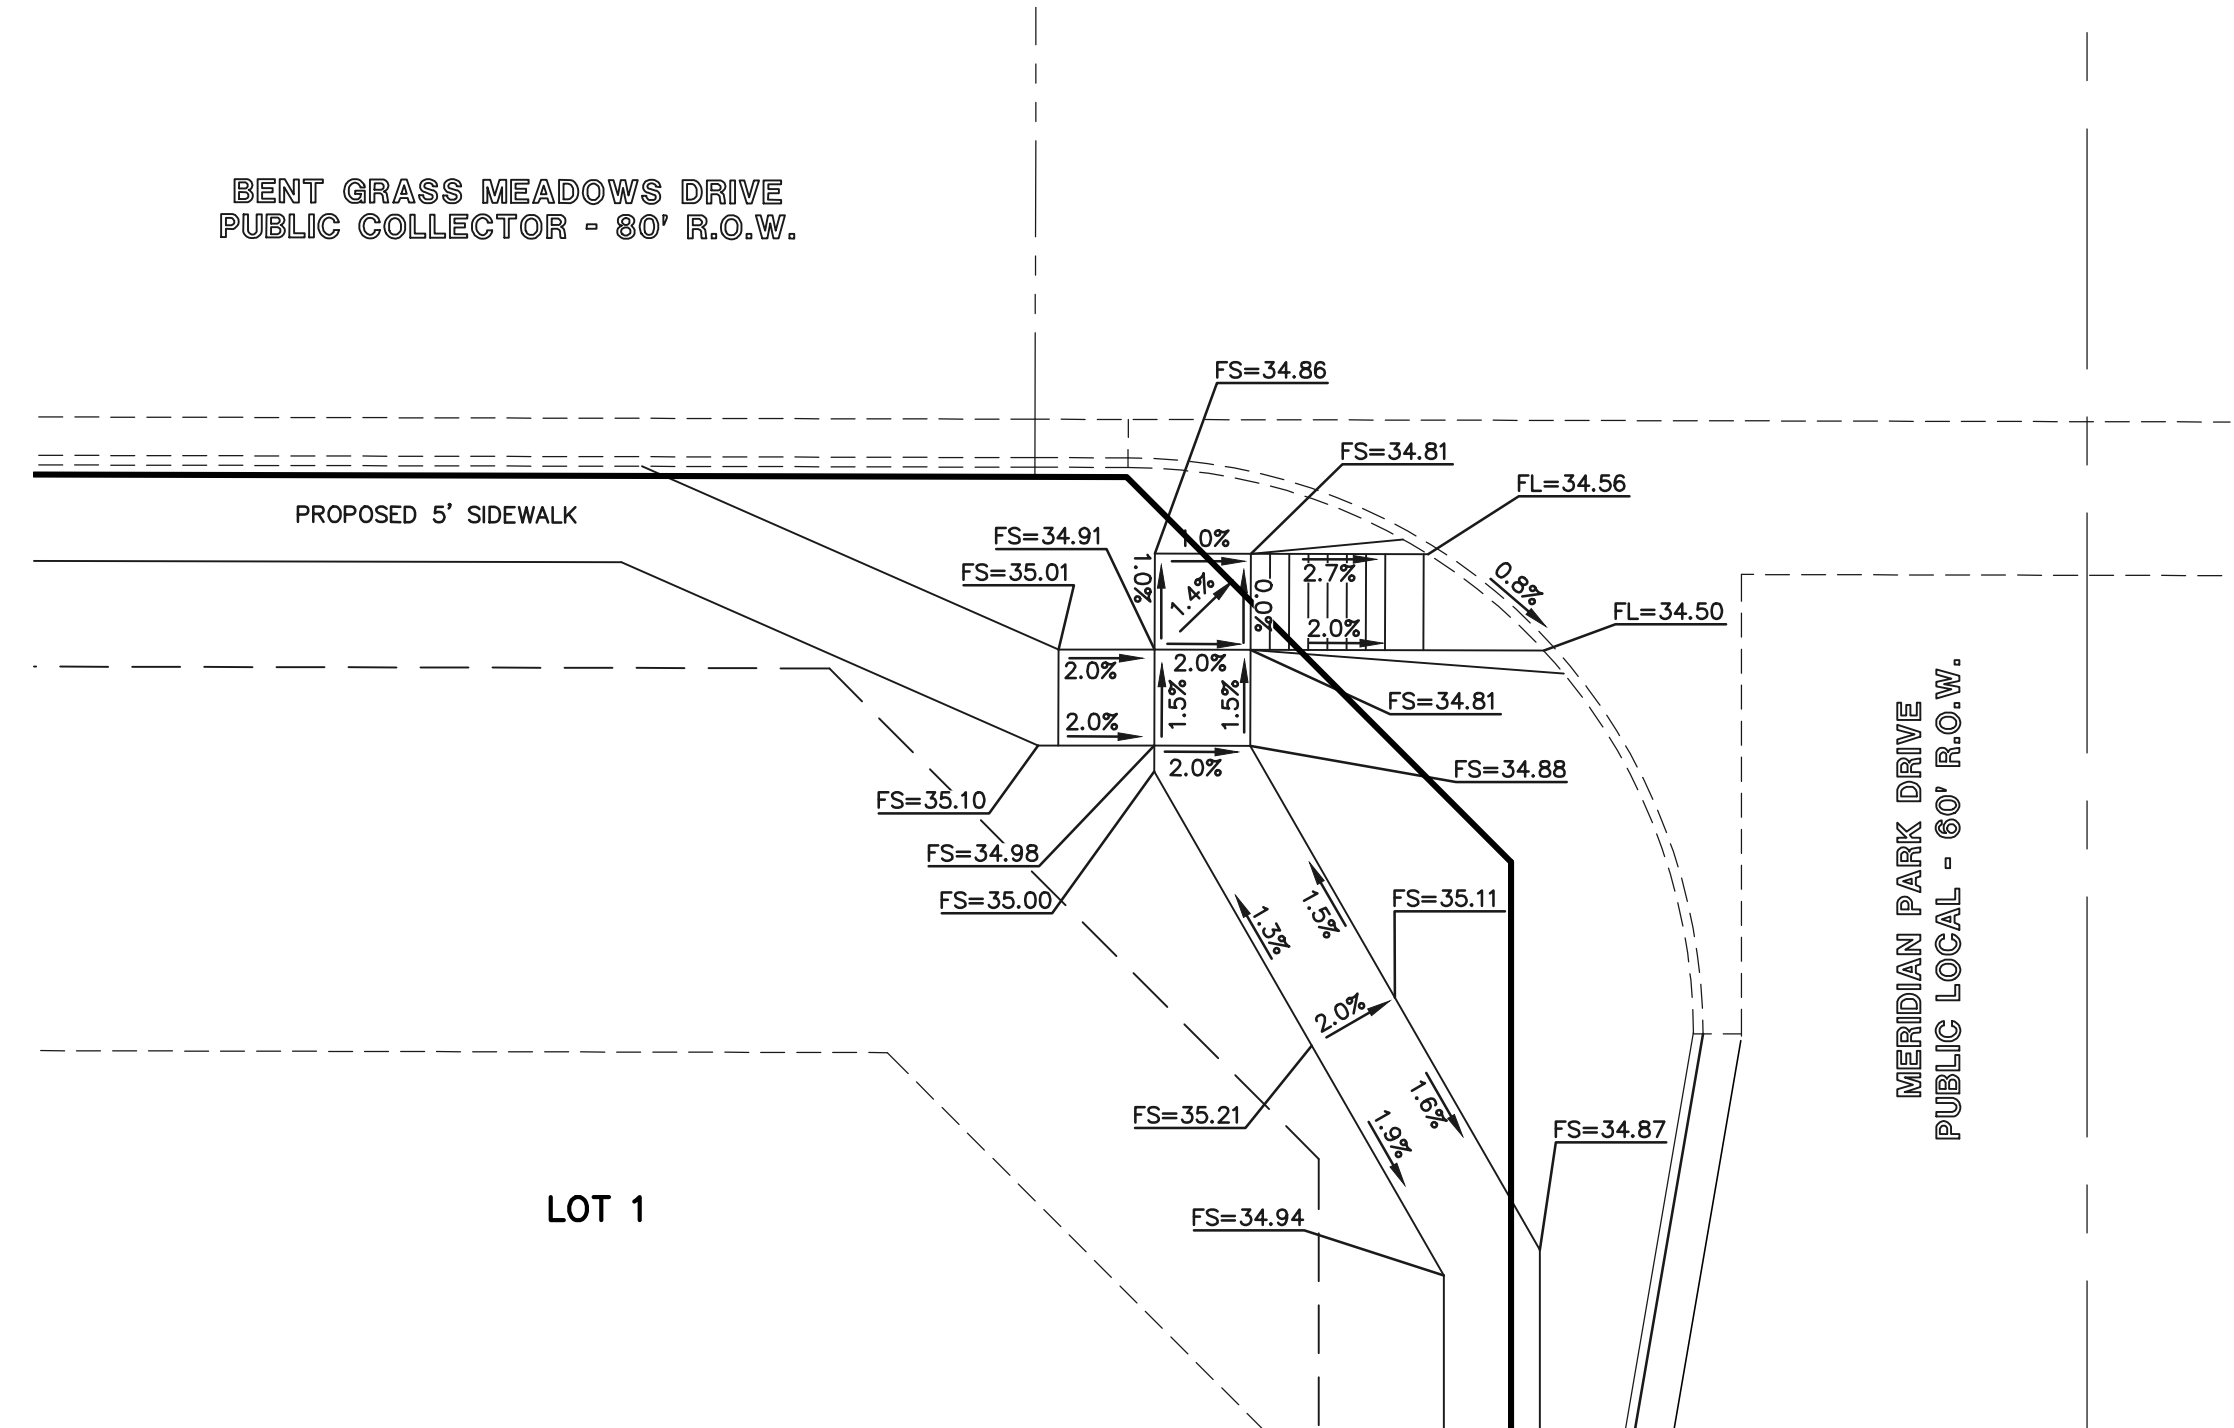 BENT GRASS MEADOWS DRIVE
PUBLIC COLLECTOR - 80' R.O.W.
FS=34.86
FS=34.81
FL=34.56
PROPOSED 5' SIDEWALK
FS=34.91
FS=35.01
1.0%
1.0%
1.4%
0.0%
2.7%
2.0%
0.8%
FL=34.50
2.0%
2.0%
2.0%
1.5%
1.5%
2.0%
FS=34.81
FS=34.88
FS=35.10
FS=34.98
FS=35.00
1.3%
1.5%
FS=35.11
2.0%
FS=35.21
1.6%
1.9%
FS=34.87
FS=34.94
LOT 1
MERIDIAN PARK DRIVE
PUBLIC LOCAL - 60' R.O.W.